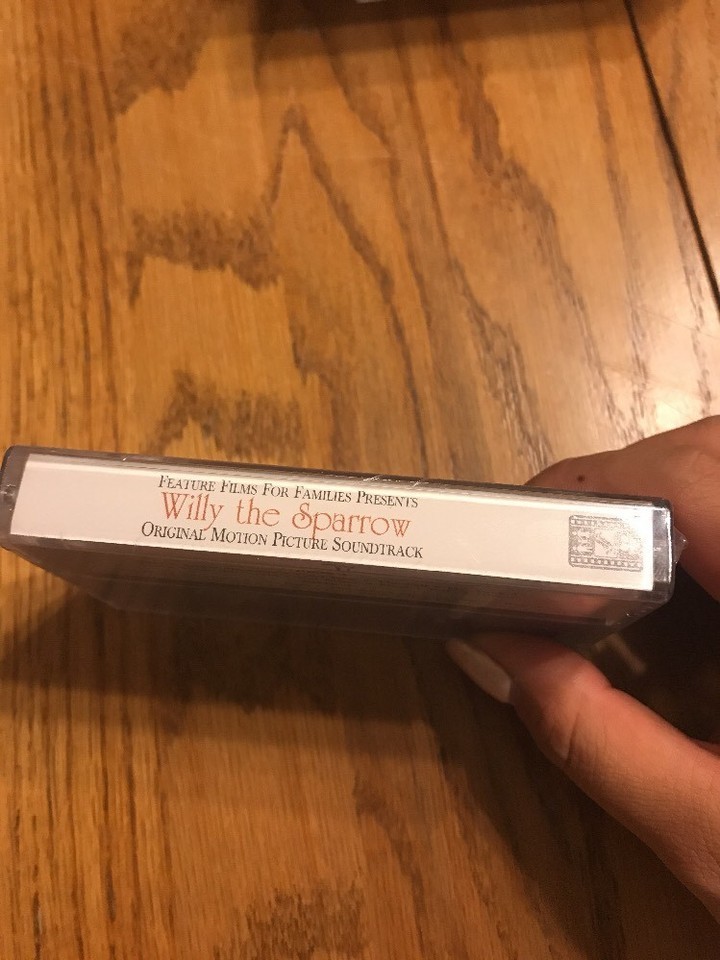 FEATURE FILMS FOR FAMILIES PRESENTS
Willy the Sparrow
ORIGINAL MOTION PICTURE SOUNDTRACK